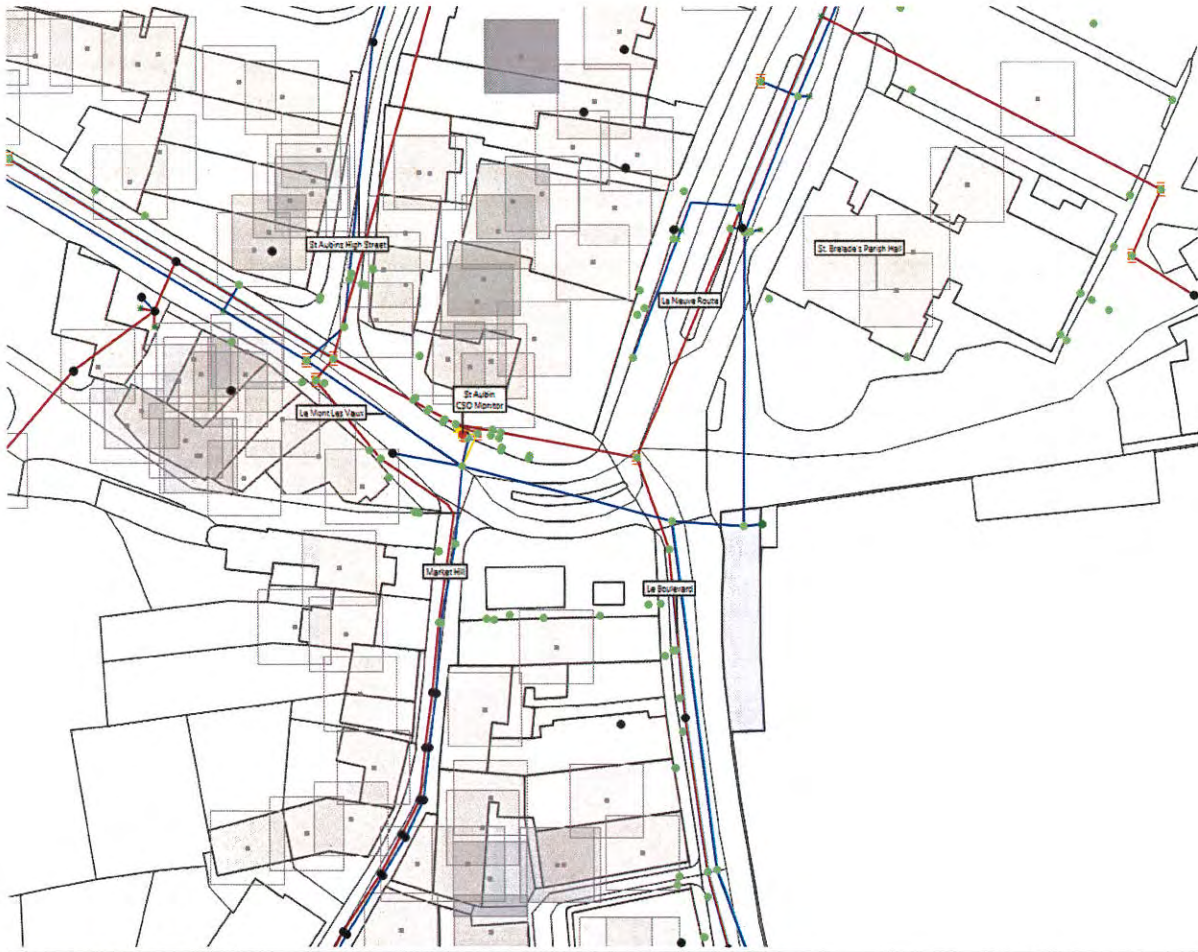 St Aubins High Street
St. Brelade's Parish Hall
La Neuve Route
St Aubin
CSO Monitor
Le Mont Les Vaux
Market Hill
Le Boulevard